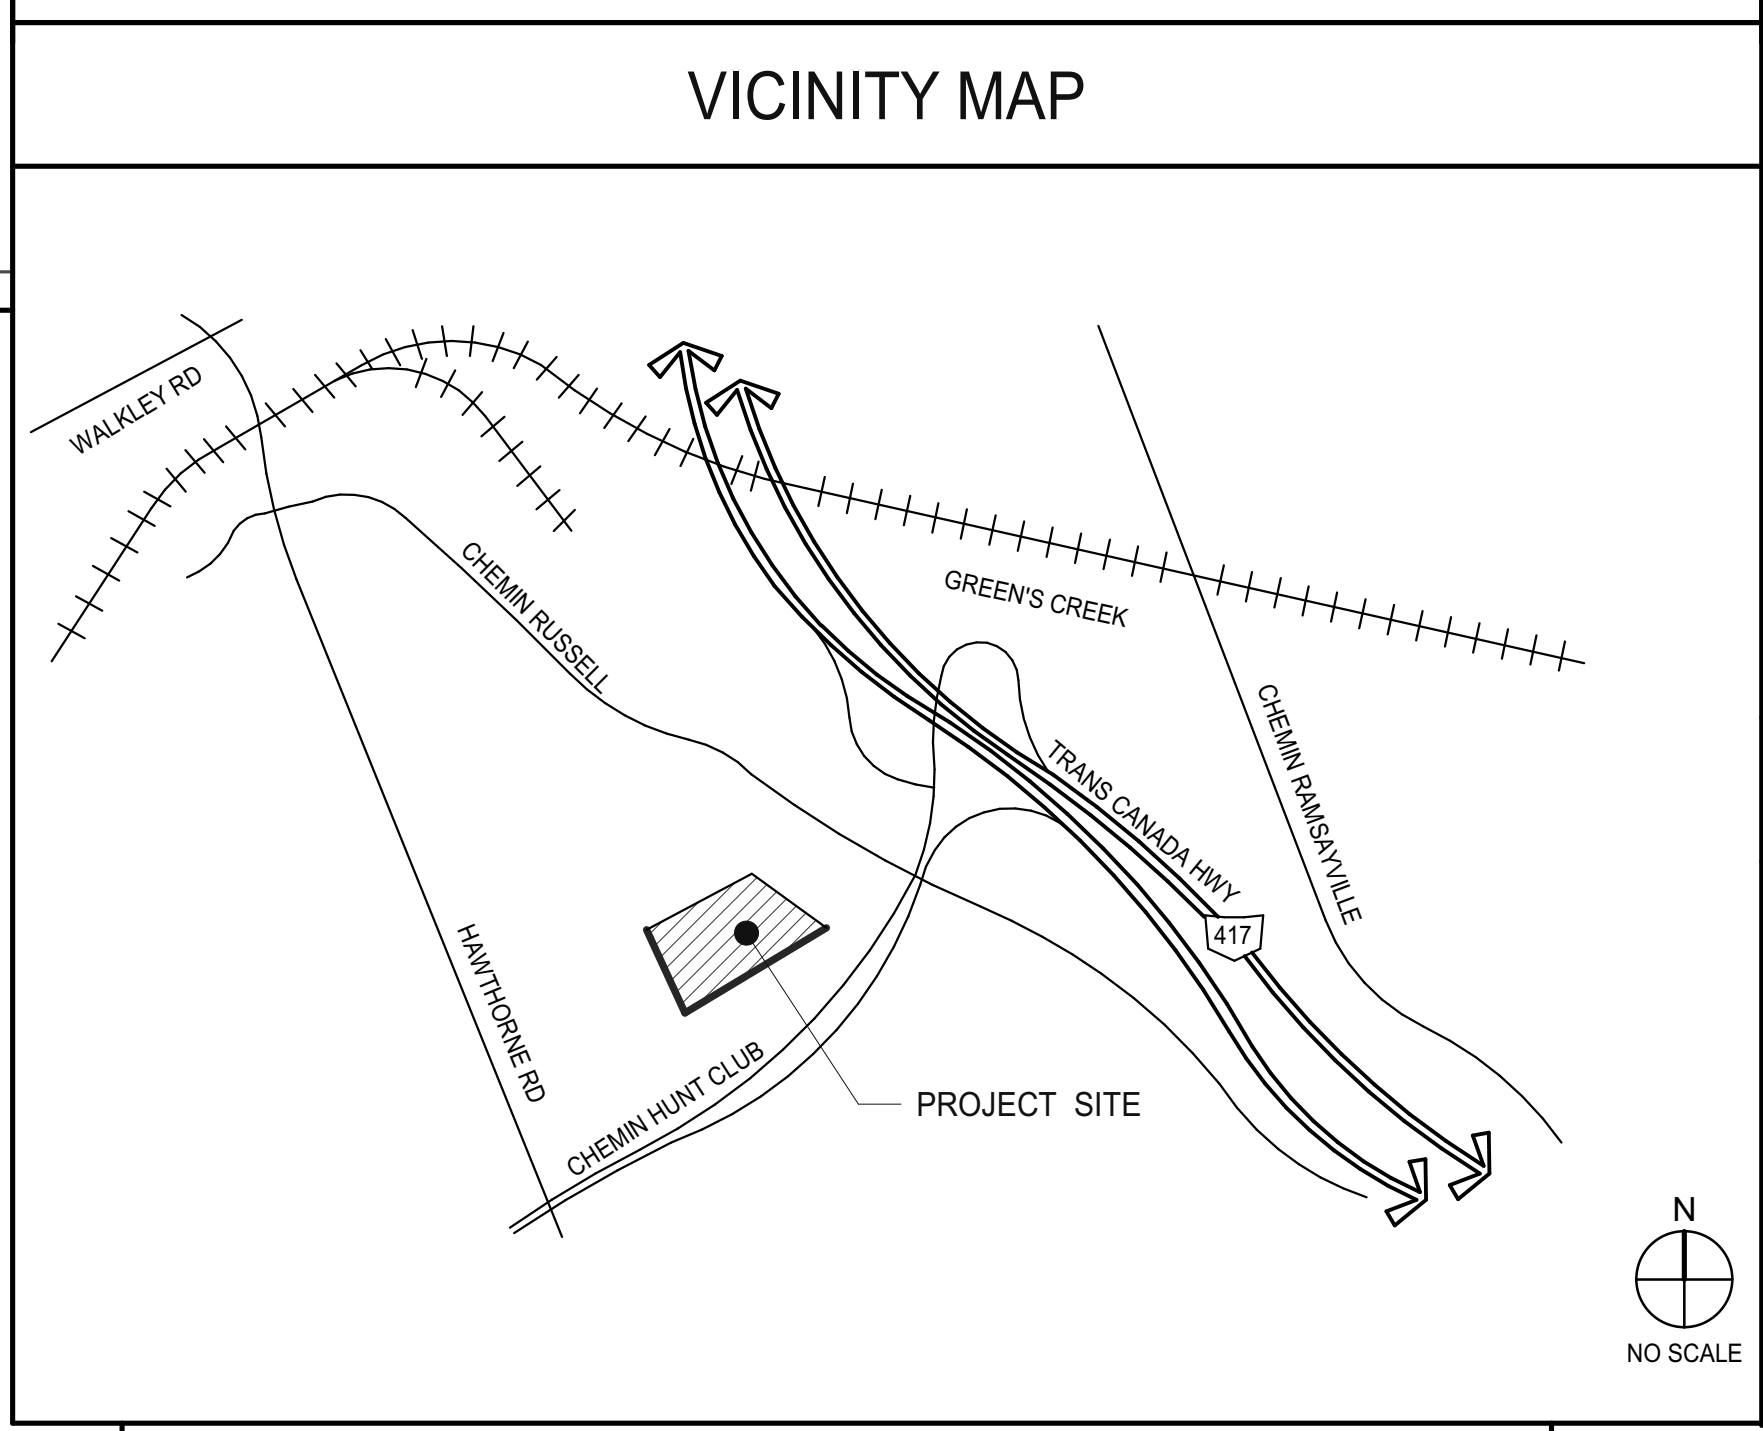 VICINITY MAP
WALKLEY RD
CHEMIN RUSSELL
GREEN'S CREEK
TRANS CANADA HWY
CHEMIN RAMSAYVILLE
417
HAWTHORNE RD
CHEMIN HUNT CLUB
PROJECT SITE
N
NO SCALE